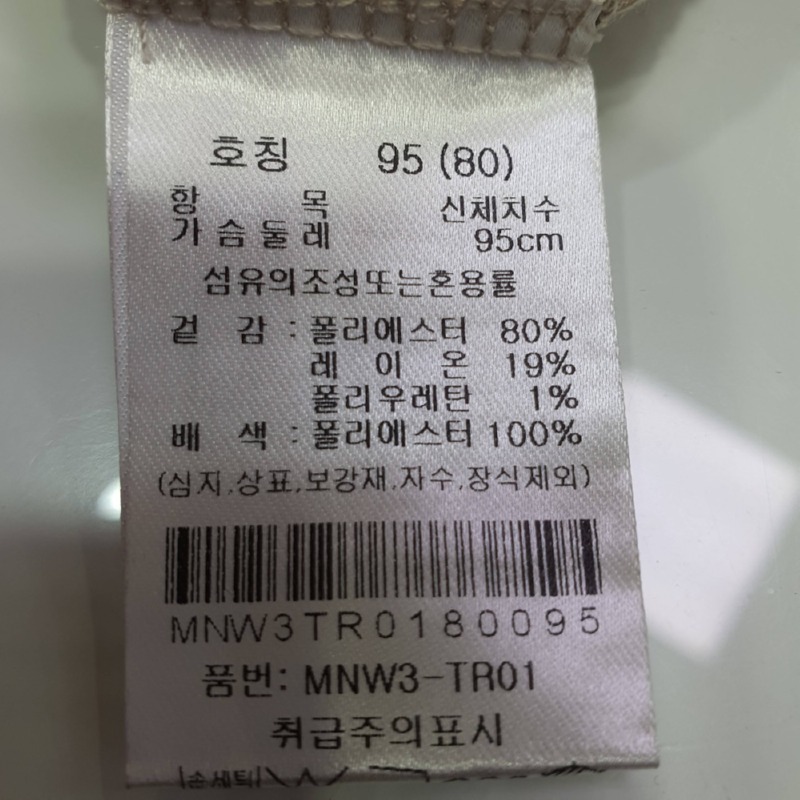 호칭 95 (80)
항 목 신체치수
가슴둘레 95cm
섬유의조성또는혼용률
겉 감 : 폴리에스터 80%
레 이 온 19%
폴리우레탄 1%
배 색 : 폴리에스터 100%
(심지,상표,보강재,자수,장식제외)
MNW3TR0180095
품번: MNW3-TR01
취급주의표시
손세탁